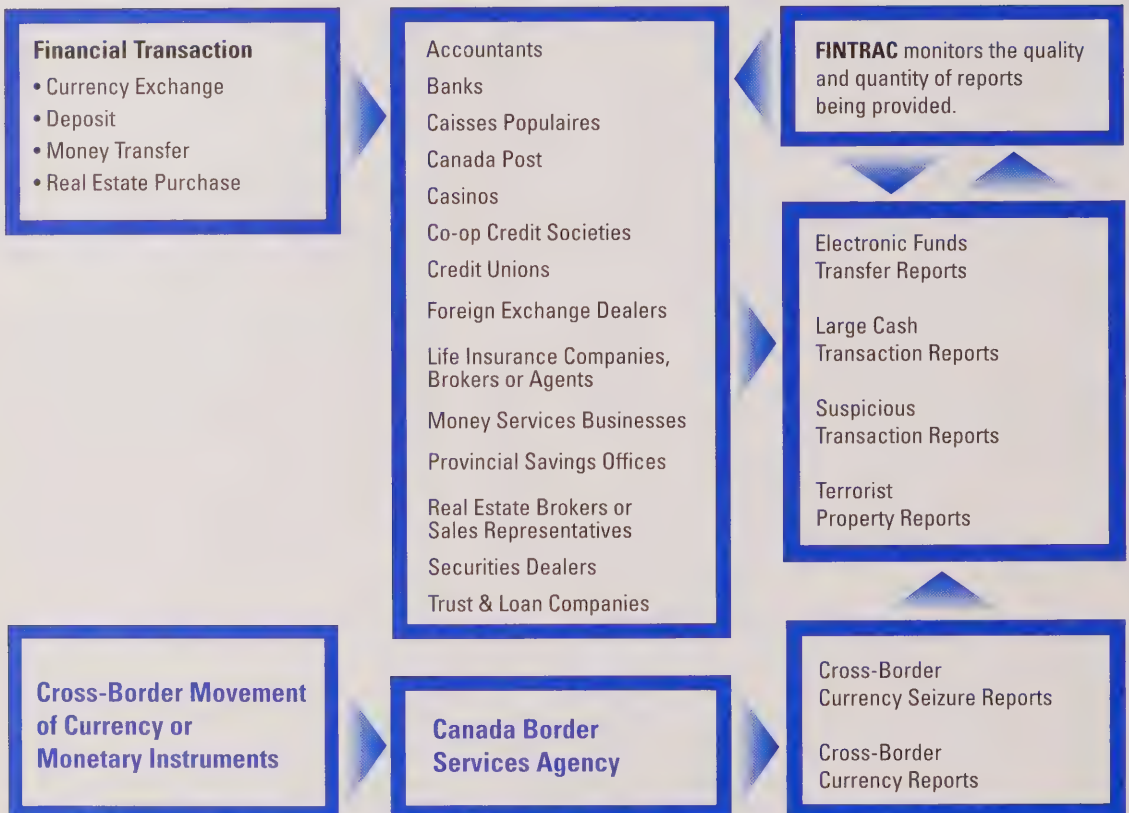 Financial Transaction
• Currency Exchange
• Deposit
• Money Transfer
• Real Estate Purchase
Accountants
Banks
Caisses Populaires
Canada Post
Casinos
Co-op Credit Societies
Credit Unions
Foreign Exchange Dealers
Life Insurance Companies,
Brokers or Agents
Money Services Businesses
Provincial Savings Offices
Real Estate Brokers or
Sales Representatives
Securities Dealers
Trust & Loan Companies
FINTRAC monitors the quality
and quantity of reports
being provided.
Electronic Funds
Transfer Reports
Large Cash
Transaction Reports
Suspicious
Transaction Reports
Terrorist
Property Reports
Cross-Border Movement
of Currency or
Monetary Instruments
Canada Border
Services Agency
Cross-Border
Currency Seizure Reports
Cross-Border
Currency Reports